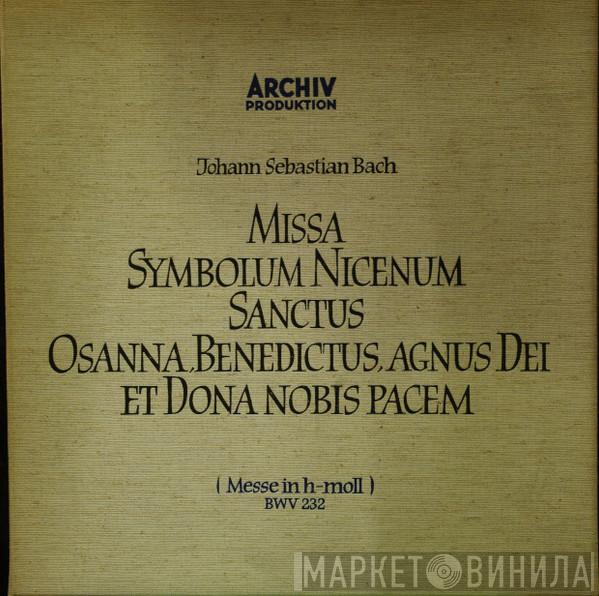 ARCHIV
PRODUKTION
Johann Sebastian Bach
MISSA
SYMBOLUM NICENUM
SANCTUS
OSANNA, BENEDICTUS, AGNUS DEI
ET DONA NOBIS PACEM
( Messe in h-moll )
BWV 232
МАРКЕТ ВИНИЛА